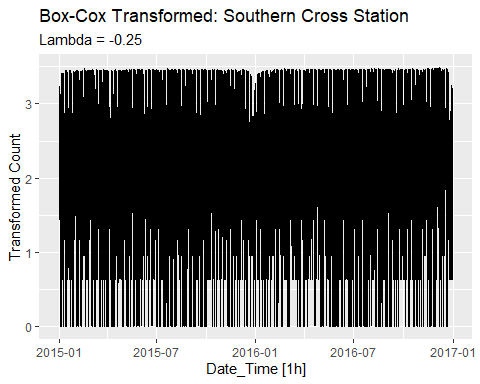 Box-Cox Transformed: Southern Cross Station
Lambda = -0.25
Transformed Count
3
2
1
0
2015-01 2015-07 2016-01 2016-07 2017-01
Date_Time [1h]